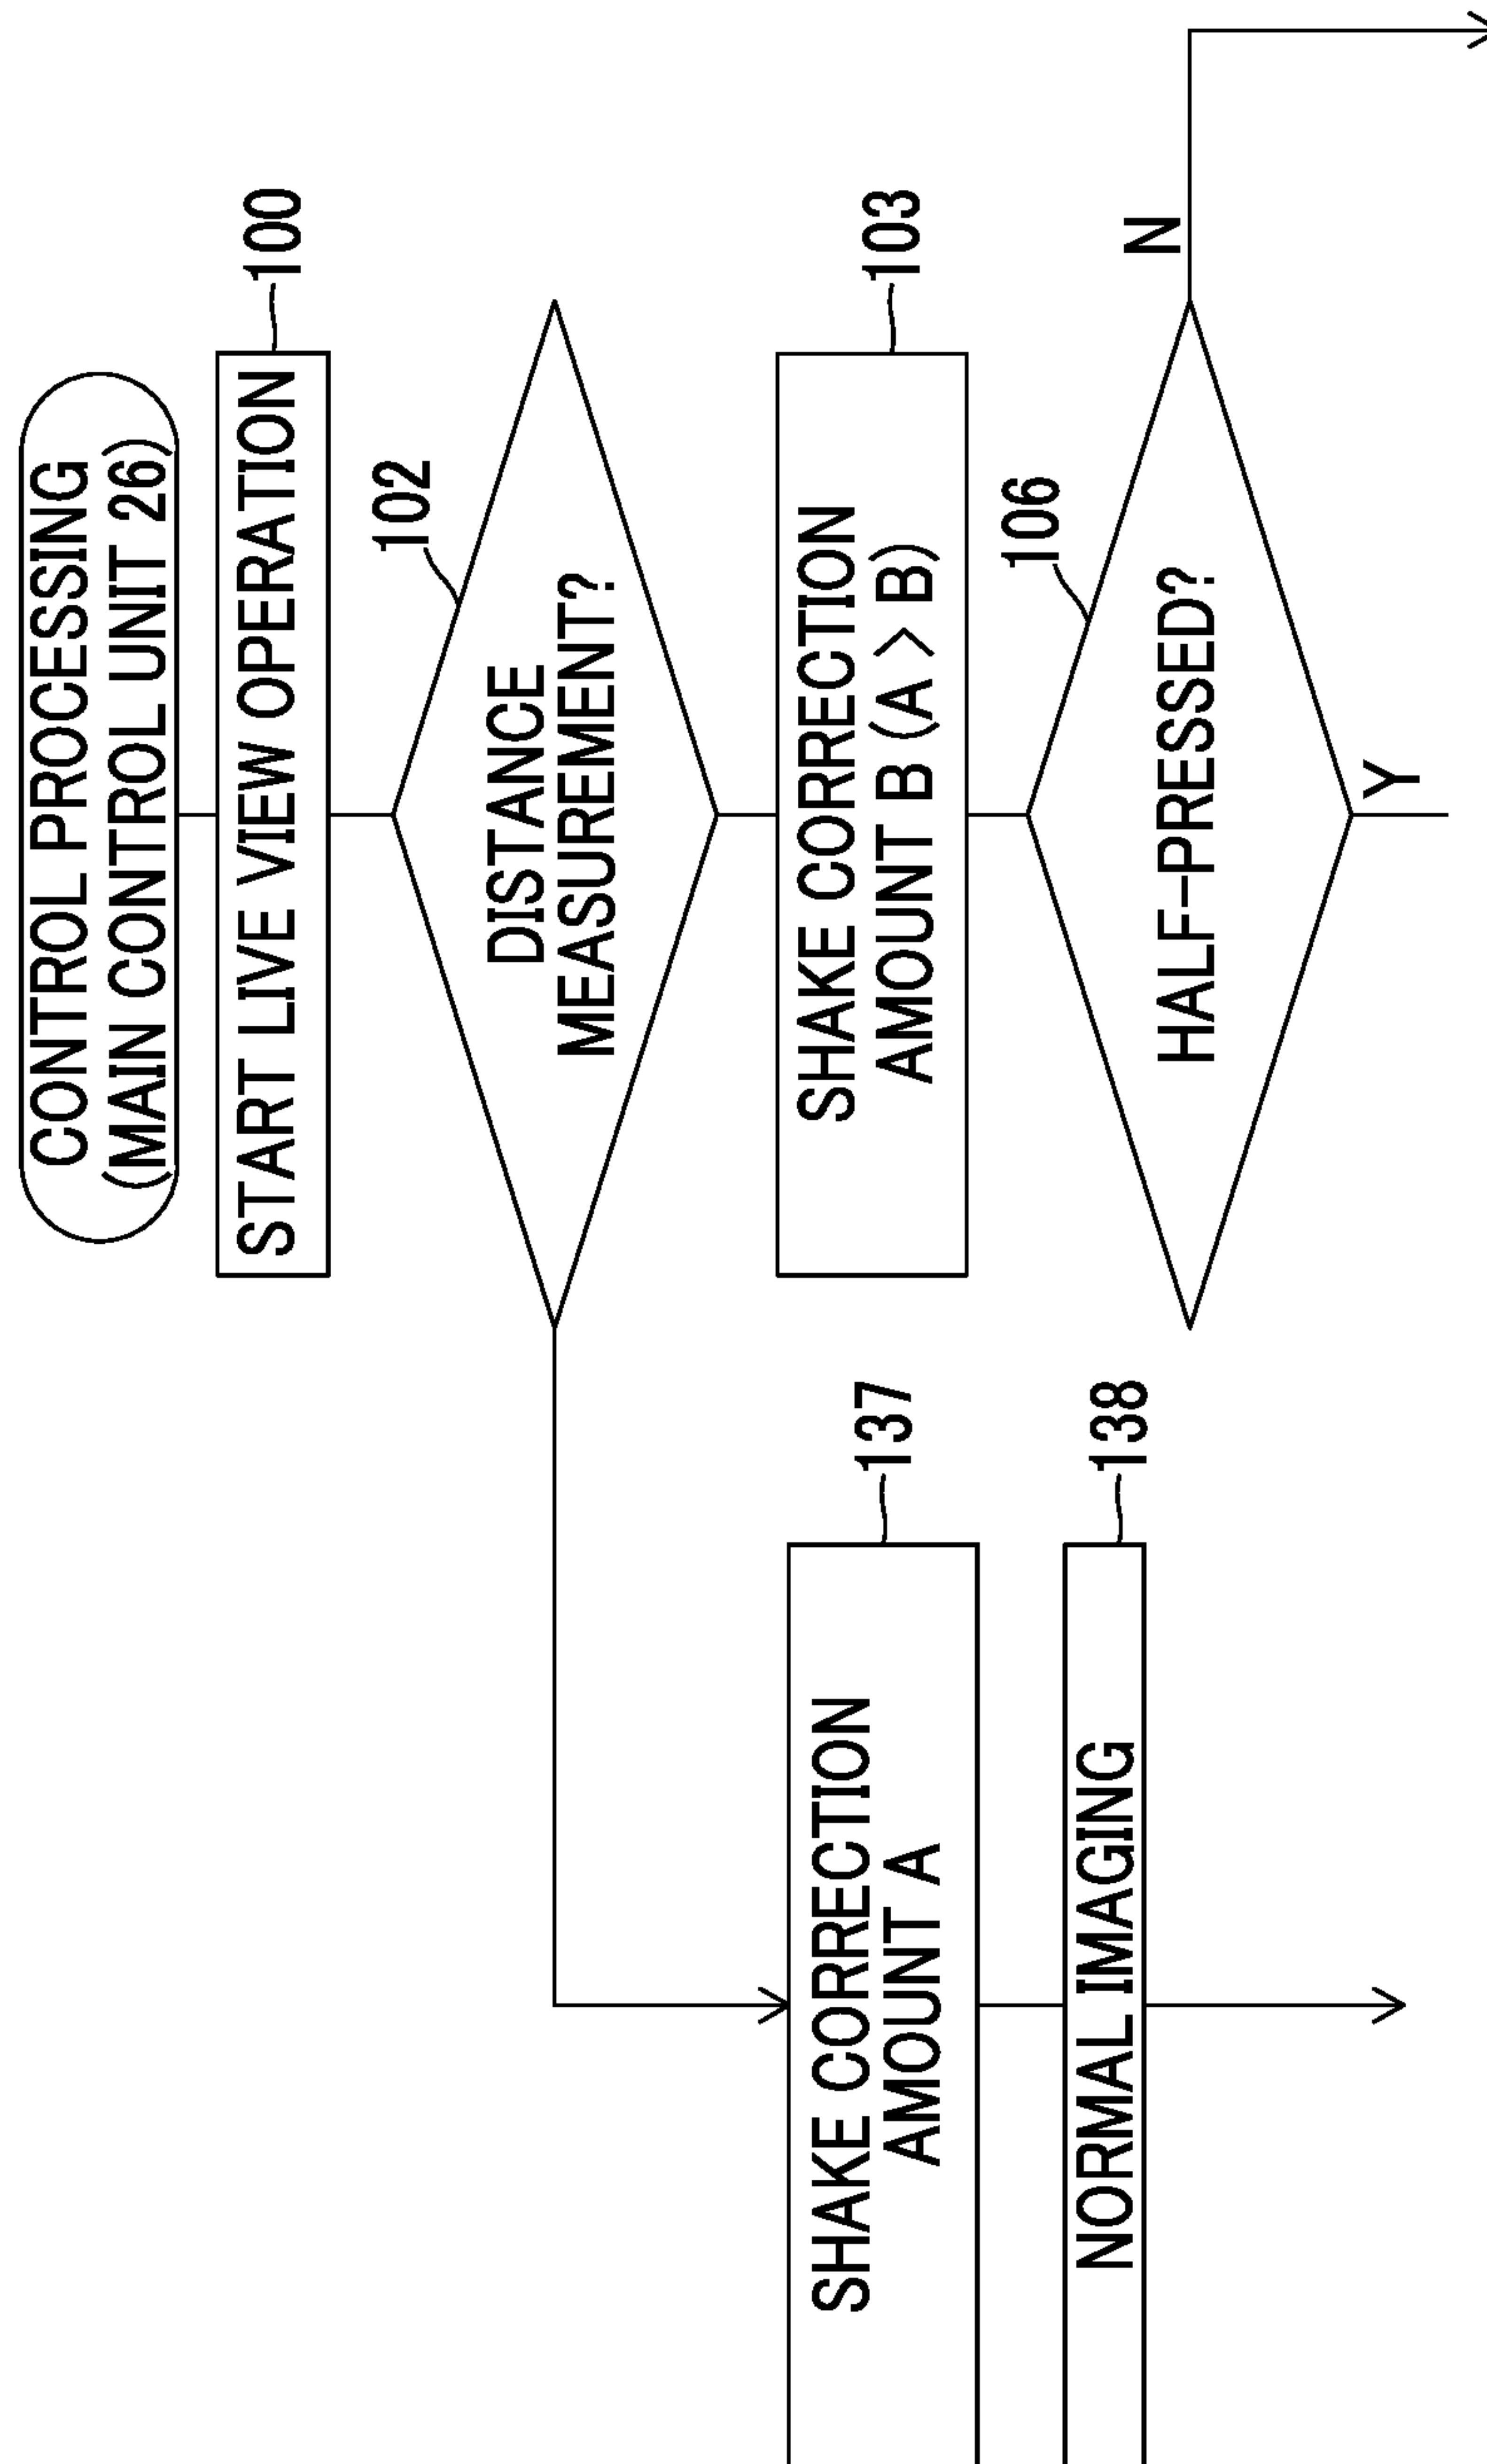 CONTROL PROCESSING
(MAIN CONTROL UNIT 26)
START LIVE VIEW OPERATION
100
102
DISTANCE
MEASUREMENT?
SHAKE CORRECTION
AMOUNT B (A > B)
103
106
HALF-PRESSED?
N
Y
SHAKE CORRECTION
AMOUNT A
137
NORMAL IMAGING
138